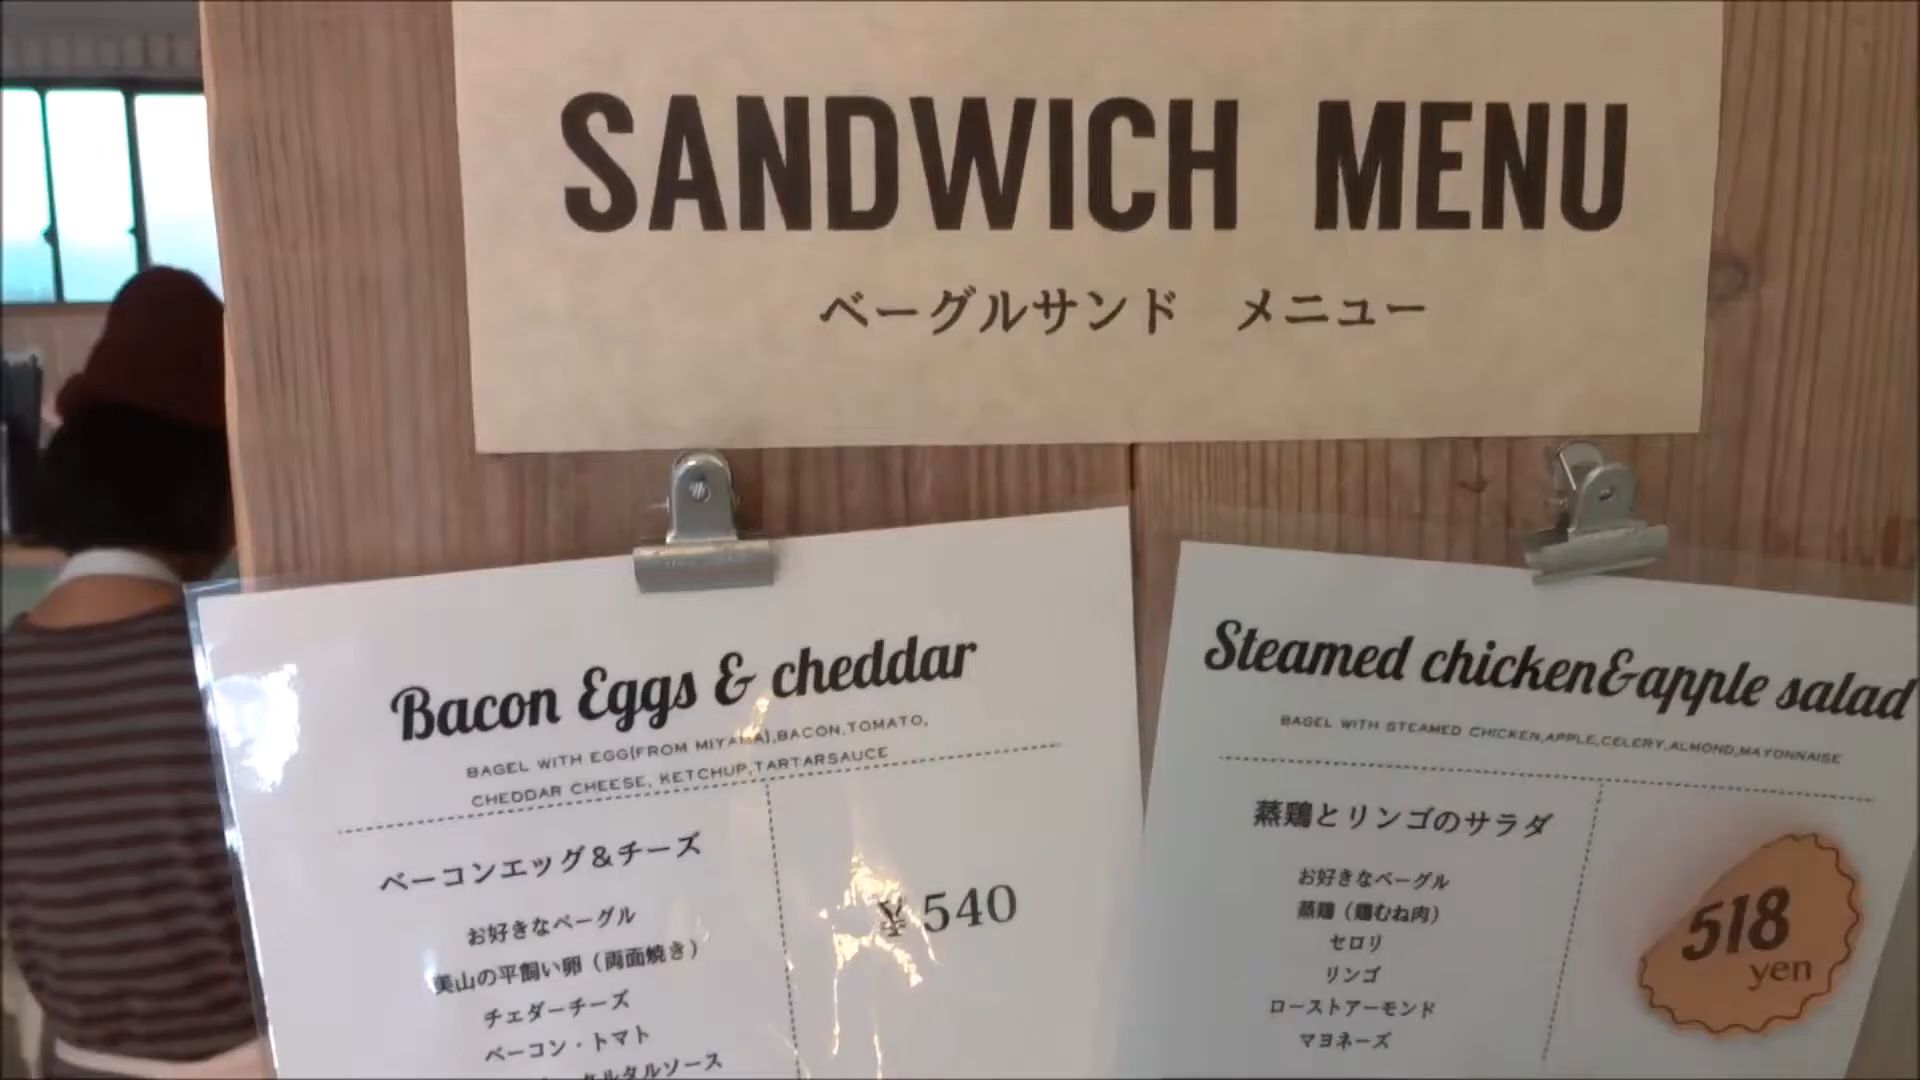 SANDWICH MENU
ベーグルサンド メニュー
Bacon Eggs & cheddar
BAGEL WITH EGG(FROM MIYAMA),BACON,TOMATO,
CHEDDAR CHEESE, KETCHUP,TARTARSAUCE
ベーコンエッグ&チーズ
お好きなベーグル
美山の平飼い卵(両面焼き)
チェダーチーズ
ベーコン・トマト
タルタルソース
¥540
Steamed chicken&apple salad
BAGEL WITH STEAMED CHICKEN,APPLE,CELERY,ALMOND,MAYONNAISE
蒸鶏とリンゴのサラダ
お好きなベーグル
蒸鶏(鶏むね肉)
セロリ
リンゴ
ローストアーモンド
マヨネーズ
518
yen